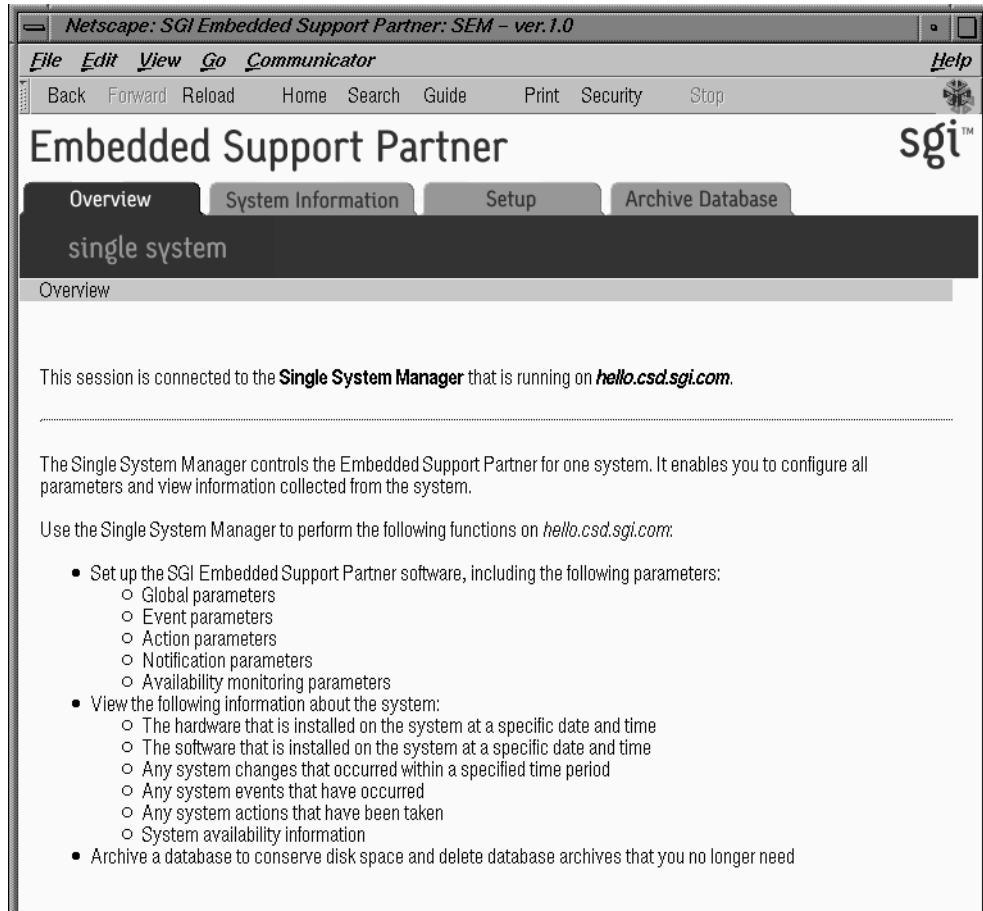 Netscape: SGI Embedded Support Partner: SEM – ver.1.0
File Edit View Go Communicator Help
Back Forward Reload Home Search Guide Print Security Stop
Embedded Support Partner
sgi™
Overview System Information Setup Archive Database
single system
Overview
This session is connected to the Single System Manager that is running on hello.csd.sgi.com.
The Single System Manager controls the Embedded Support Partner for one system. It enables you to configure all
parameters and view information collected from the system.
Use the Single System Manager to perform the following functions on hello.csd.sgi.com:
• Set up the SGI Embedded Support Partner software, including the following parameters:
○ Global parameters
○ Event parameters
○ Action parameters
○ Notification parameters
○ Availability monitoring parameters
• View the following information about the system:
○ The hardware that is installed on the system at a specific date and time
○ The software that is installed on the system at a specific date and time
○ Any system changes that occurred within a specified time period
○ Any system events that have occurred
○ Any system actions that have been taken
○ System availability information
• Archive a database to conserve disk space and delete database archives that you no longer need